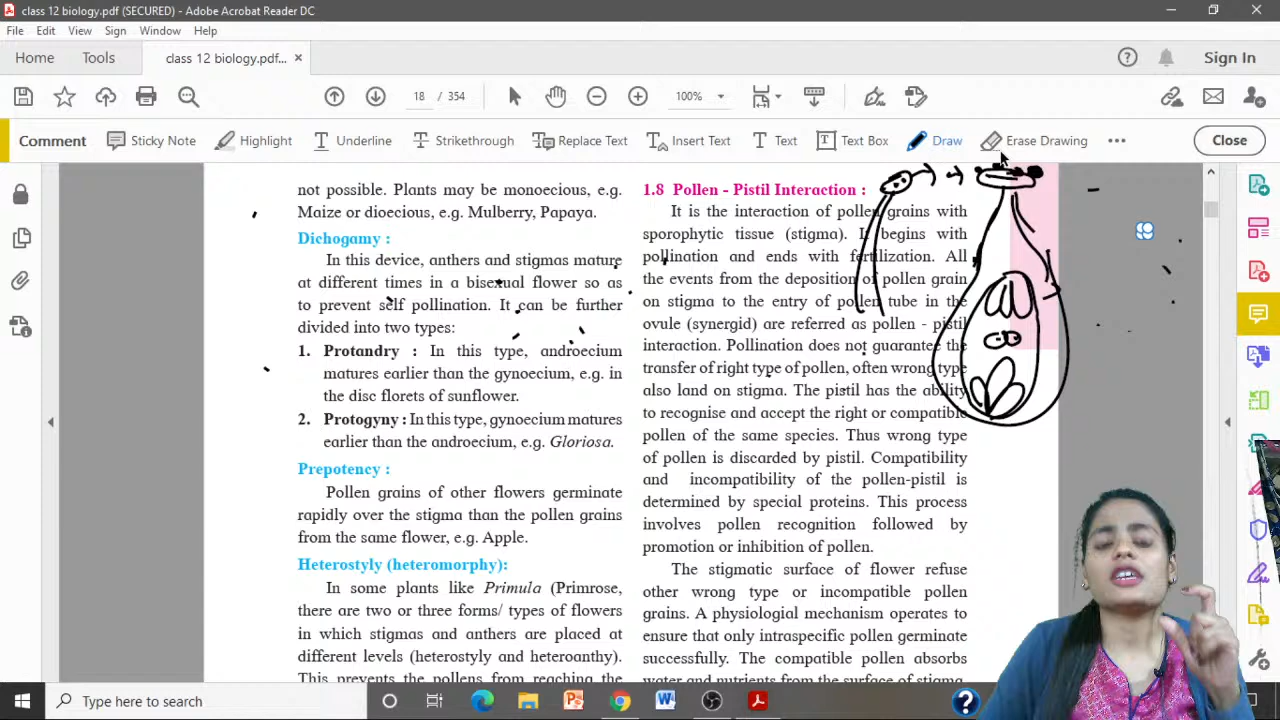 class 12 biology.pdf (SECURED) - Adobe Acrobat Reader DC
File Edit View Sign Window Help
Home Tools class 12 biology.pdf... × Sign In
18 / 354 100%
Comment Sticky Note Highlight Underline Strikethrough Replace Text Insert Text Text Text Box Draw Erase Drawing Close
not possible. Plants may be monoecious, e.g.
Maize or dioecious, e.g. Mulberry, Papaya.
Dichogamy :
In this device, anthers and stigmas mature
at different times in a bisexual flower so as
to prevent self pollination. It can be further
divided into two types:
1. Protandry : In this type, androecium
matures earlier than the gynoecium, e.g. in
the disc florets of sunflower.
2. Protogyny : In this type, gynoecium matures
earlier than the androecium, e.g. Gloriosa.
Prepotency :
Pollen grains of other flowers germinate
rapidly over the stigma than the pollen grains
from the same flower, e.g. Apple.
Heterostyly (heteromorphy):
In some plants like Primula (Primrose,
there are two or three forms/ types of flowers
in which stigmas and anthers are placed at
different levels (heterostyly and heteroanthy).
This prevents the pollens from reaching the
1.8 Pollen - Pistil Interaction :
It is the interaction of pollen grains with
sporophytic tissue (stigma). It begins with
pollination and ends with fertilization. All
the events from the deposition of pollen grain
on stigma to the entry of pollen tube in the
ovule (synergid) are referred as pollen - pistil
interaction. Pollination does not guarantee the
transfer of right type of pollen, often wrong type
also land on stigma. The pistil has the ability
to recognise and accept the right or compatible
pollen of the same species. Thus wrong type
of pollen is discarded by pistil. Compatibility
and incompatibility of the pollen-pistil is
determined by special proteins. This process
involves pollen recognition followed by
promotion or inhibition of pollen.
The stigmatic surface of flower refuse
other wrong type or incompatible pollen
grains. A physiologial mechanism operates to
ensure that only intraspecific pollen germinate
successfully. The compatible pollen absorbs
water and nutrients from the surface of stigma
Type here to search